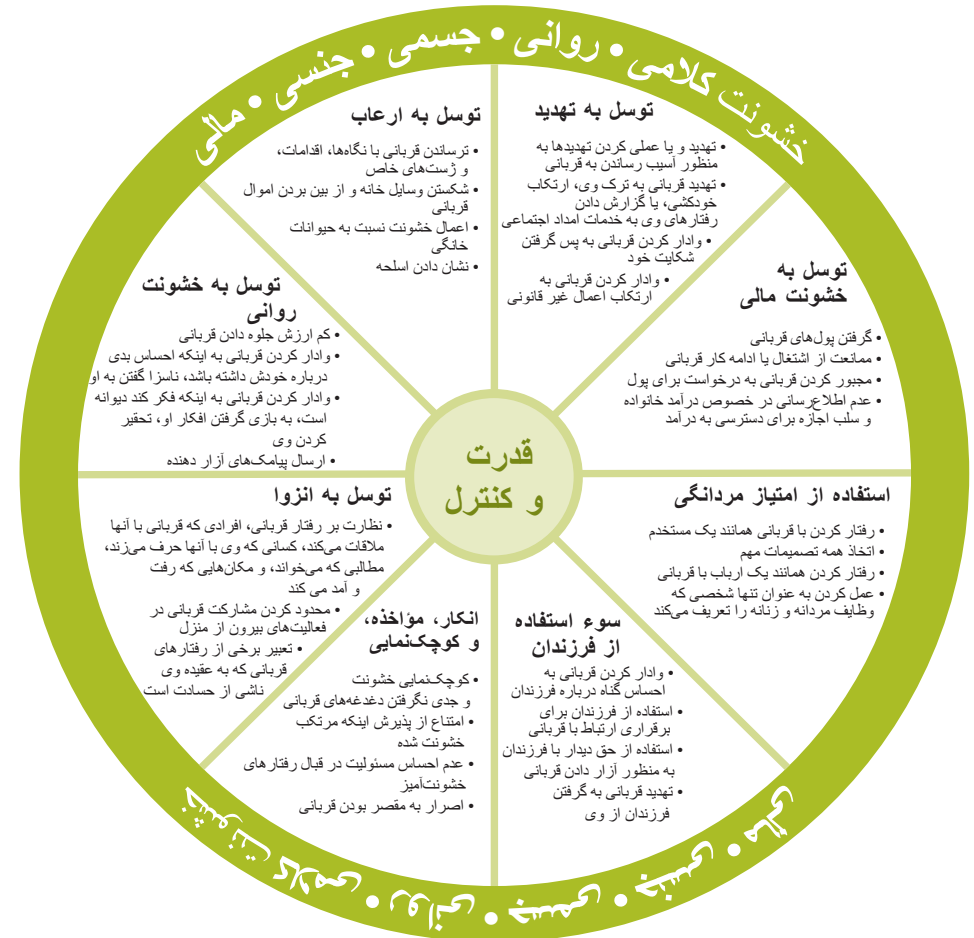 خشونت کلامی • روانی • جسمی • جنسی • مالی
توسل به تهدید
• تهدید و یا عملی کردن تهدیدها به
منظور آسیب رساندن به قربانی
• تهدید قربانی به ترک وی، ارتکاب
خودکشی، یا گزارش دادن
رفتارهای وی به خدمات امداد اجتماعی
• وادار کردن قربانی به پس گرفتن
شکایت خود
• وادار کردن قربانی به
ارتکاب اعمال غیر قانونی
توسل به
خشونت مالی
• گرفتن پول‌های قربانی
• ممانعت از اشتغال یا ادامه کار قربانی
• مجبور کردن قربانی به درخواست برای پول
• عدم اطلاع‌رسانی در خصوص درآمد خانواده
و سلب اجازه برای دسترسی به درآمد
استفاده از امتیاز مردانگی
• رفتار کردن با قربانی همانند یک مستخدم
• اتخاذ همه تصمیمات مهم
• رفتار کردن همانند یک ارباب با قربانی
• عمل کردن به عنوان تنها شخصی که
وظایف مردانه و زنانه را تعریف می‌کند
سوء استفاده
از فرزندان
• وادار کردن قربانی به
احساس گناه درباره فرزندان
• استفاده از فرزندان برای
برقراری ارتباط با قربانی
• استفاده از حق دیدار با فرزندان
به منظور آزار دادن قربانی
• تهدید قربانی به گرفتن
فرزندان از وی
انکار، مؤاخذه،
و کوچک‌نمایی
• کوچک‌نمایی خشونت
و جدی نگرفتن دغدغه‌های قربانی
• امتناع از پذیرش اینکه مرتکب
خشونت شده
• عدم احساس مسئولیت در قبال رفتارهای
خشونت‌آمیز
• اصرار به مقصر بودن قربانی
توسل به انزوا
• نظارت بر رفتار قربانی، افرادی که قربانی با آنها
ملاقات می‌کند، کسانی که وی با آنها حرف می‌زند،
مطالبی که می‌خواند، و مکان‌هایی که رفت
و آمد می کند
• محدود کردن مشارکت قربانی در
فعالیت‌های بیرون از منزل
• تعبیر برخی از رفتارهای
قربانی که به عقیده وی
ناشی از حسادت است
توسل به خشونت
روانی
• کم ارزش جلوه دادن قربانی
• وادار کردن قربانی به اینکه احساس بدی
درباره خودش داشته باشد، ناسزا گفتن به او
• وادار کردن قربانی به اینکه فکر کند دیوانه
است، به بازی گرفتن افکار او، تحقیر
کردن وی
• ارسال پیامک‌های آزار دهنده
توسل به ارعاب
• ترساندن قربانی با نگاه‌ها، اقدامات،
و ژست‌های خاص
• شکستن وسایل خانه و از بین بردن اموال
قربانی
• اعمال خشونت نسبت به حیوانات
خانگی
• نشان دادن اسلحه
قدرت
و کنترل
خشونت کلامی • روانی • جسمی • جنسی • مالی